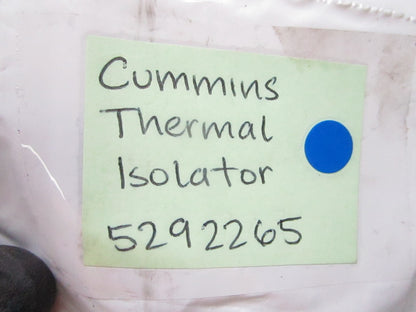 Cummins
Thermal
Isolator
5292265